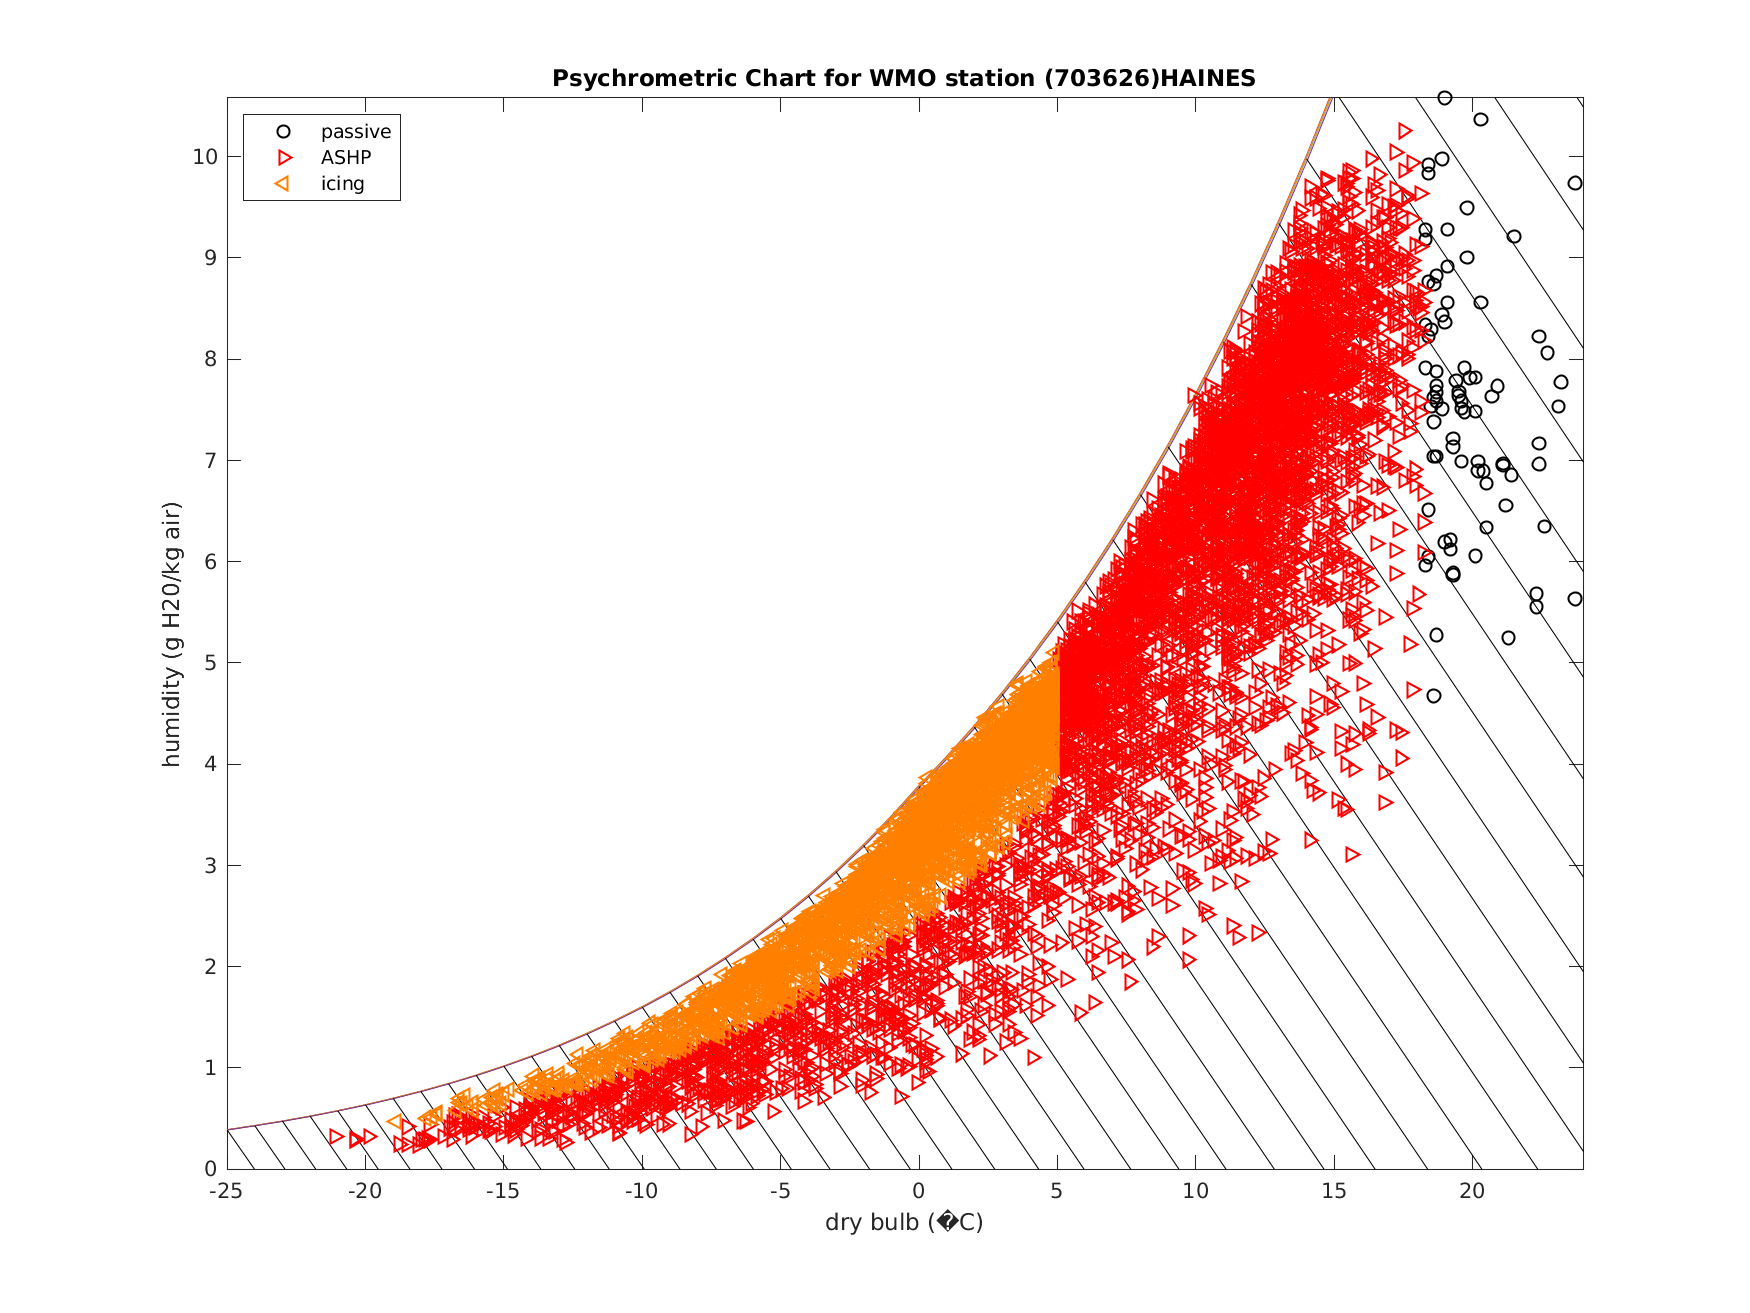 Psychrometric Chart for WMO station (703626)HAINES
passive
ASHP
icing
humidity (g H20/kg air)
10
9
8
7
6
5
4
3
2
1
0
-25 -20 -15 -10 -5 0 5 10 15 20
dry bulb (�C)